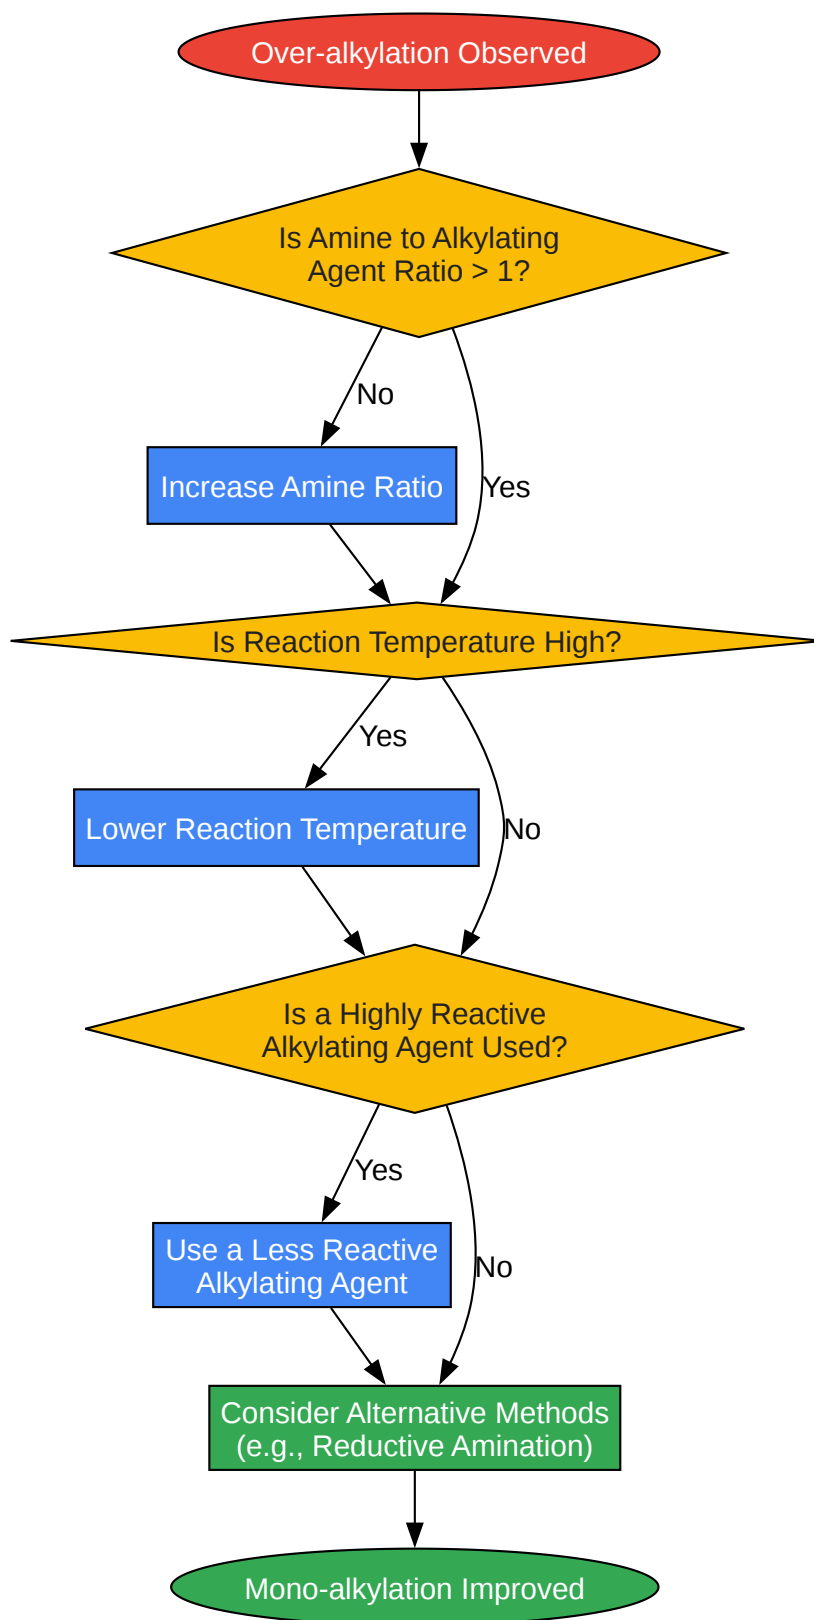 Over-alkylation Observed
Is Amine to Alkylating
Agent Ratio > 1?
No
Increase Amine Ratio
Yes
Is Reaction Temperature High?
Yes
Lower Reaction Temperature
No
Is a Highly Reactive
Alkylating Agent Used?
Yes
Use a Less Reactive
Alkylating Agent
No
Consider Alternative Methods
(e.g., Reductive Amination)
Mono-alkylation Improved